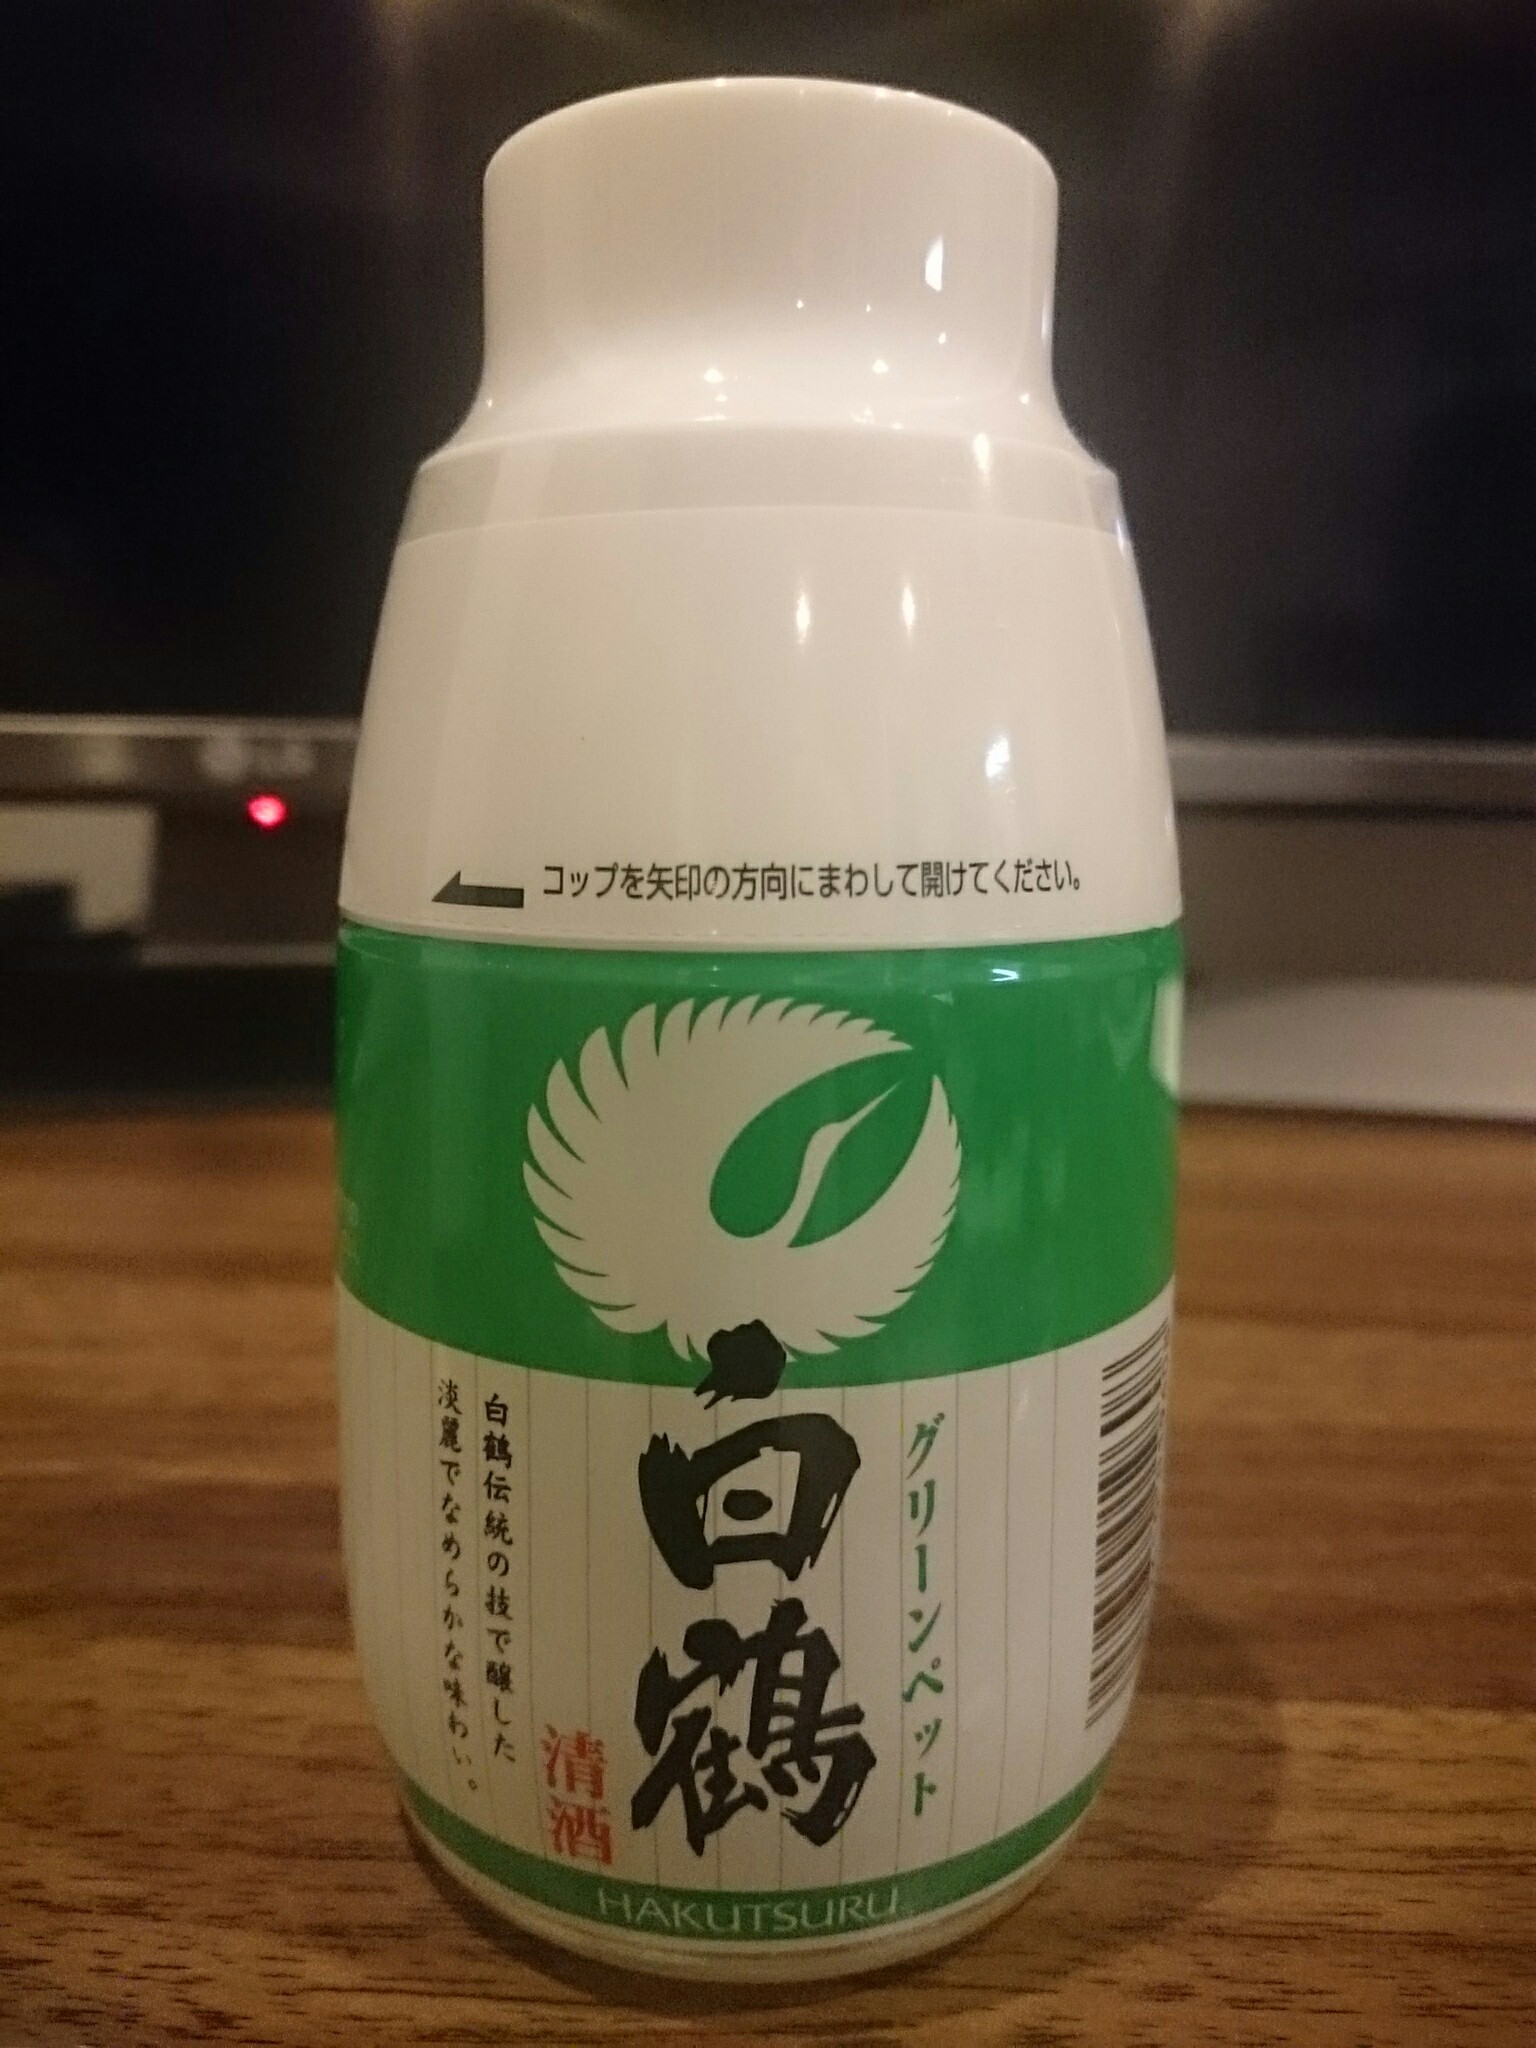 コップを矢印の方向にまわして開けてください。
グリーンペット
白鶴
清酒
白鶴伝統の技で醸した
淡麗でなめらかな味わい。
HAKUTSURU